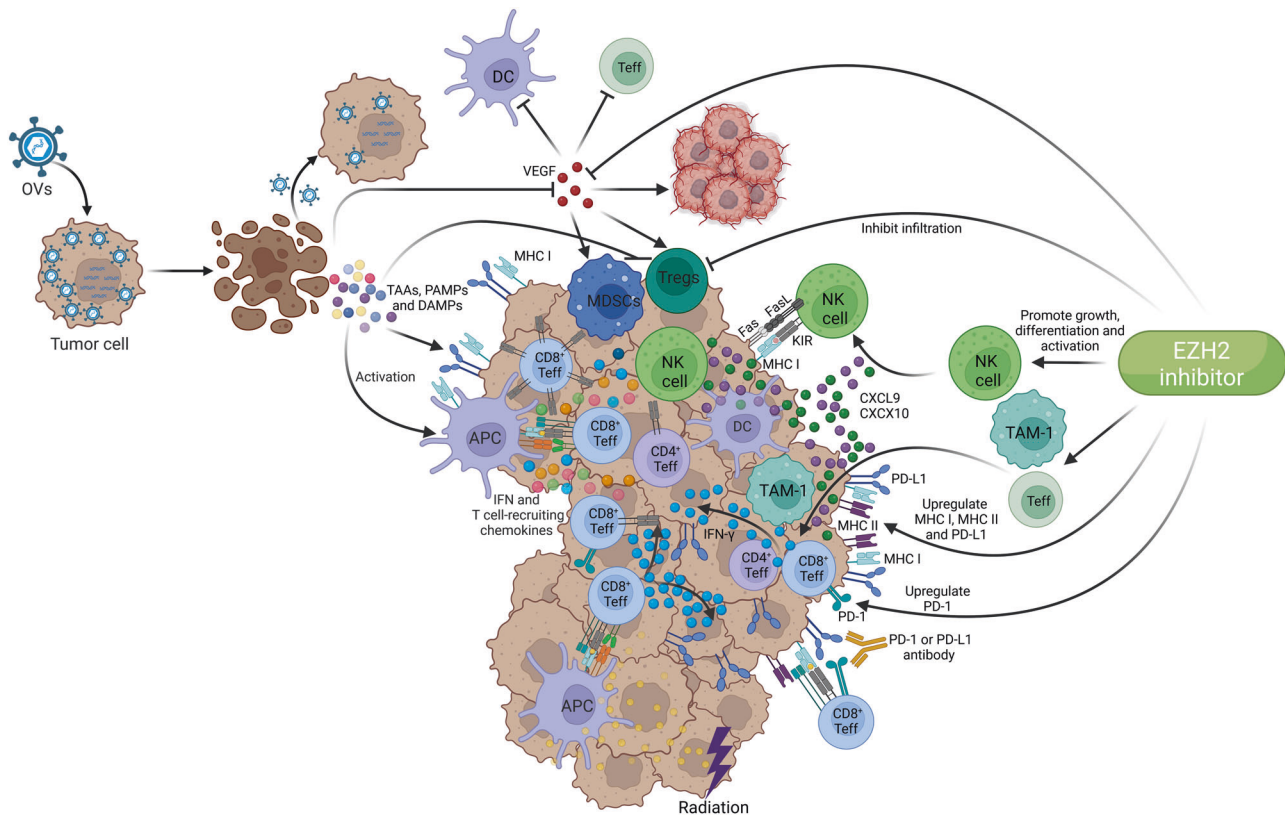 DC
Teff
OVs
VEGF
Tumor cell
Inhibit infiltration
MHC I
TAAs, PAMPs
and DAMPs
MDSCs
Tregs
Fas
FasL
KIR
MHC I
NK
cell
Promote growth,
differentiation and
activation
NK
cell
EZH2
inhibitor
Activation
CD8+
Teff
NK
cell
CXCL9
CXCX10
TAM-1
APC
CD8+
Teff
CD4+
Teff
DC
TAM-1
PD-L1
Teff
IFN and
T cell-recruiting
chemokines
CD8+
Teff
IFN-γ
MHC II
Upregulate
MHC I, MHC II
and PD-L1
CD4+
Teff
CD8+
Teff
MHC I
CD8+
Teff
PD-1
Upregulate
PD-1
PD-1 or PD-L1
antibody
APC
CD8+
Teff
Radiation